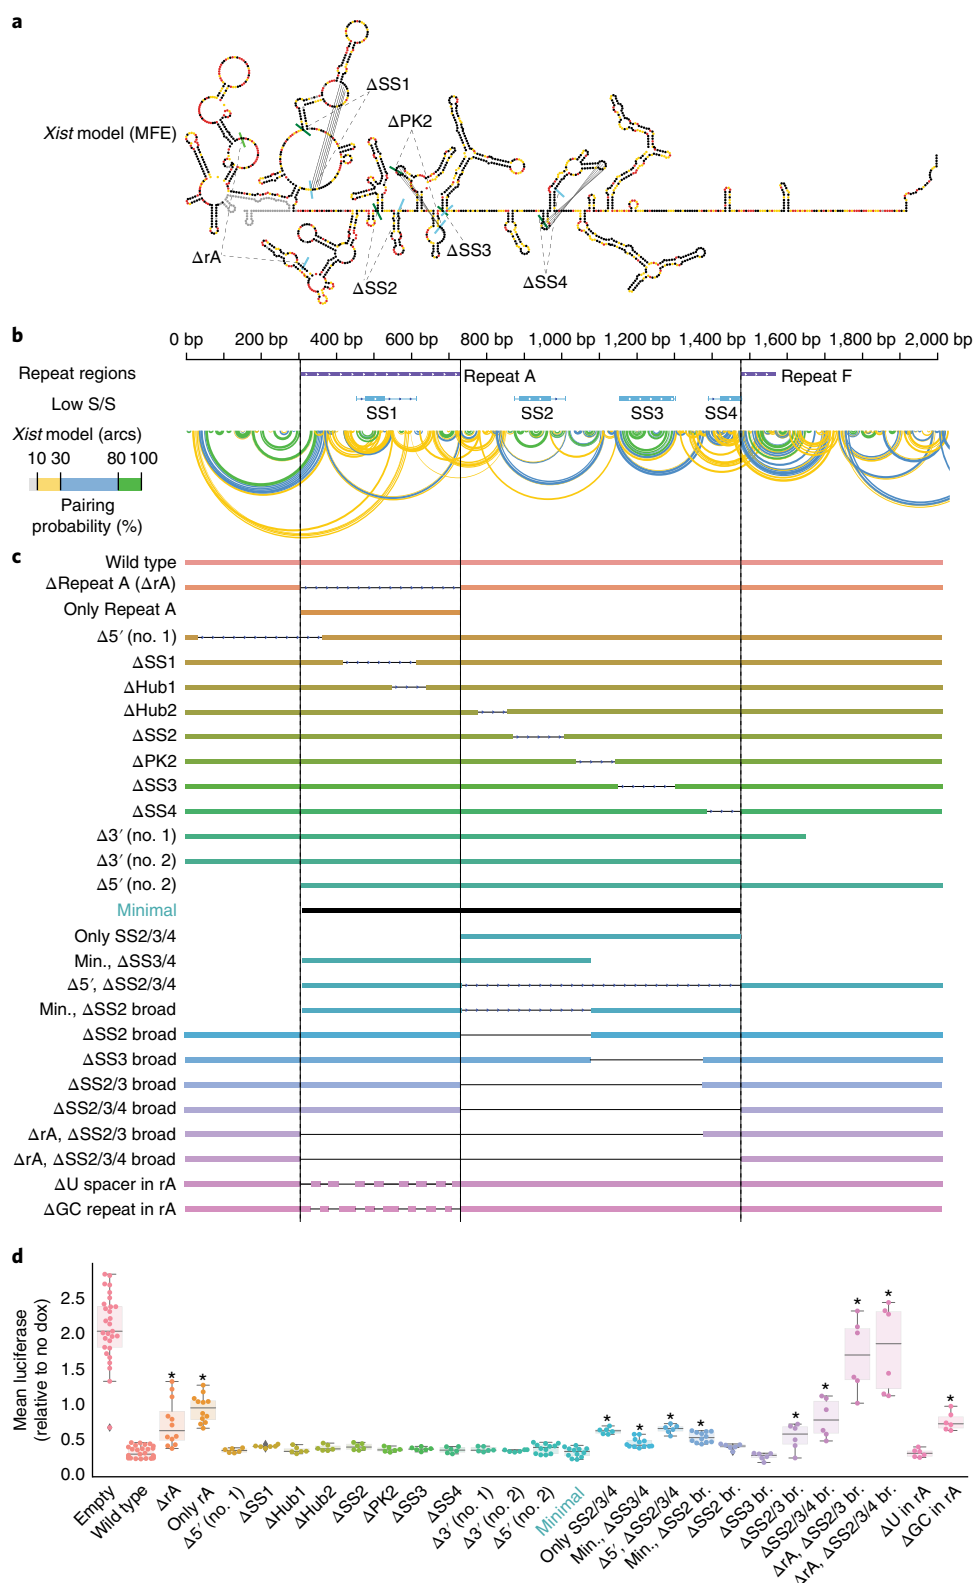 a
ΔSS1
ΔPK2
Xist model (MFE)
ΔrA
ΔSS3
ΔSS2
ΔSS4
b
0 bp 200 bp 400 bp 600 bp 800 bp 1,000 bp 1,200 bp 1,400 bp 1,600 bp 1,800 bp 2,000 bp
Repeat regions
Repeat A
Repeat F
Low S/S
SS1 SS2 SS3 SS4
Xist model (arcs)
10 30 80 100
Pairing
probability (%)
c
Wild type
ΔRepeat A (ΔrA)
Only Repeat A
Δ5′ (no. 1)
ΔSS1
ΔHub1
ΔHub2
ΔSS2
ΔPK2
ΔSS3
ΔSS4
Δ3′ (no. 1)
Δ3′ (no. 2)
Δ5′ (no. 2)
Minimal
Only SS2/3/4
Min., ΔSS3/4
Δ5′, ΔSS2/3/4
Min., ΔSS2 broad
ΔSS2 broad
ΔSS3 broad
ΔSS2/3 broad
ΔSS2/3/4 broad
ΔrA, ΔSS2/3 broad
ΔrA, ΔSS2/3/4 broad
ΔU spacer in rA
ΔGC repeat in rA
d
Mean luciferase
(relative to no dox)
2.5
2.0
1.5
1.0
0.5
0.0
* * * * * * * * * * *
Empty
Wild type
ΔrA
Only rA
Δ5′ (no. 1)
ΔSS1
ΔHub1
ΔHub2
ΔSS2
ΔPK2
ΔSS3
ΔSS4
Δ3′ (no. 1)
Δ3′ (no. 2)
Δ5′ (no. 2)
Minimal
Only SS2/3/4
Min., ΔSS3/4
Δ5′, ΔSS2/3/4
Min., ΔSS2 br.
ΔSS2 br.
ΔSS3 br.
ΔSS2/3 br.
ΔSS2/3/4 br.
ΔrA, ΔSS2/3 br.
ΔrA, ΔSS2/3/4 br.
ΔU in rA
ΔGC in rA